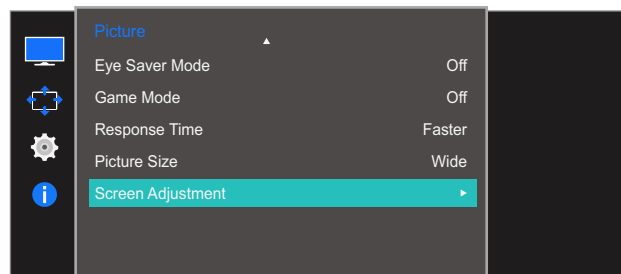 Picture
Eye Saver Mode Off
Game Mode Off
Response Time Faster
Picture Size Wide
Screen Adjustment